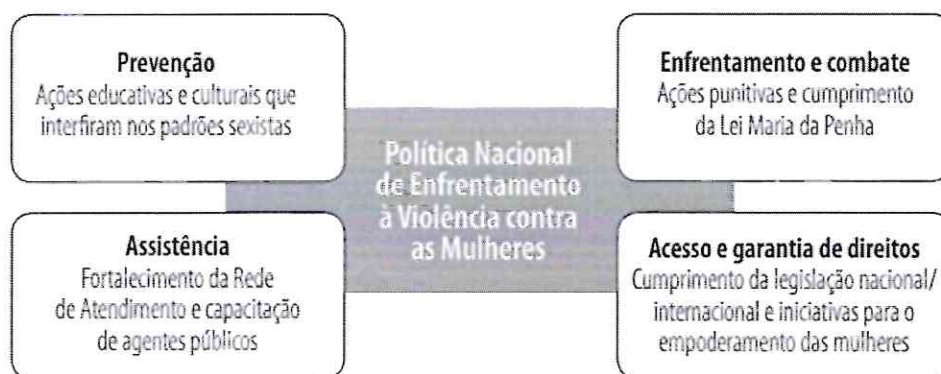 Prevenção
Ações educativas e culturais que
interfiram nos padrões sexistas
Enfrentamento e combate
Ações punitivas e cumprimento
da Lei Maria da Penha
Política Nacional
de Enfrentamento
à Violência contra
as Mulheres
Assistência
Fortalecimento da Rede
de Atendimento e capacitação
de agentes públicos
Acesso e garantia de direitos
Cumprimento da legislação nacional/
internacional e iniciativas para o
empoderamento das mulheres